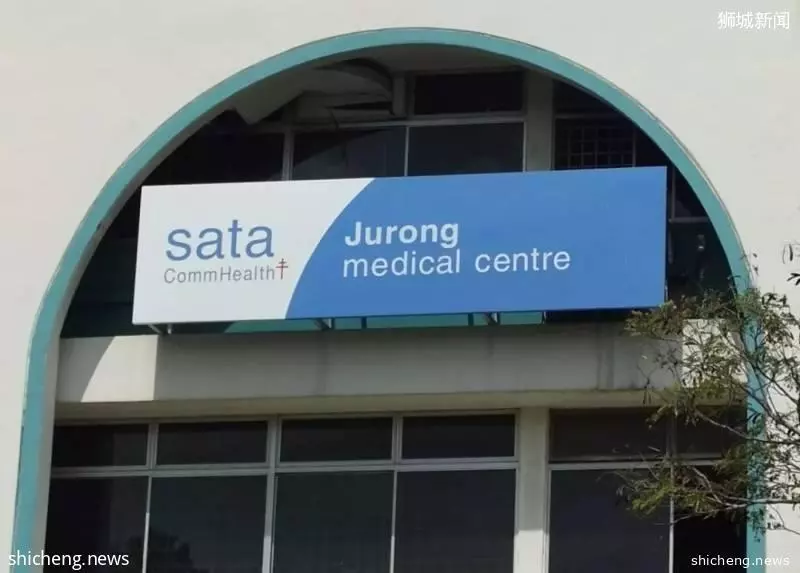 狮城新闻
sata
CommHealth
Jurong
medical centre
shicheng.news
shicheng.news